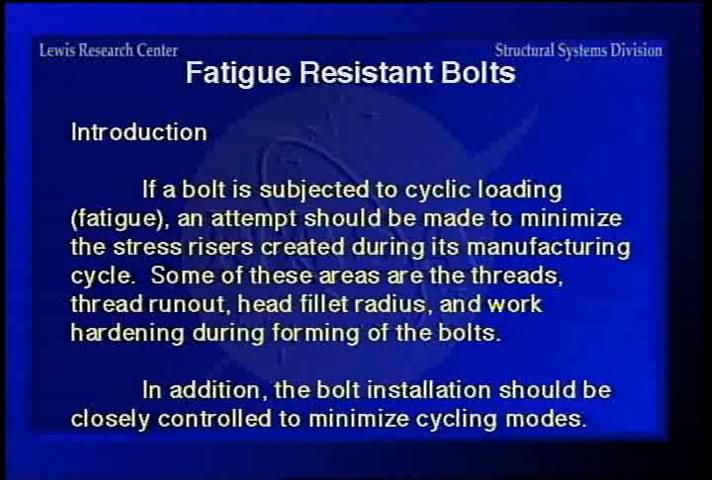 Lewis Research Center
Structural Systems Division
Fatigue Resistant Bolts
Introduction
If a bolt is subjected to cyclic loading
(fatigue), an attempt should be made to minimize
the stress risers created during its manufacturing
cycle. Some of these areas are the threads,
thread runout, head fillet radius, and work
hardening during forming of the bolts.
In addition, the bolt installation should be
closely controlled to minimize cycling modes.